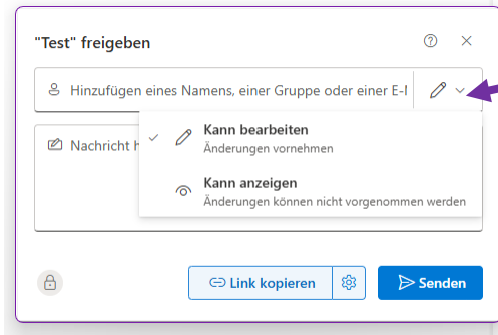 "Test" freigeben
Hinzufügen eines Namens, einer Gruppe oder einer E-
Kann bearbeiten
Änderungen vornehmen
Nachricht h
Kann anzeigen
Änderungen können nicht vorgenommen werden
Link kopieren
Senden